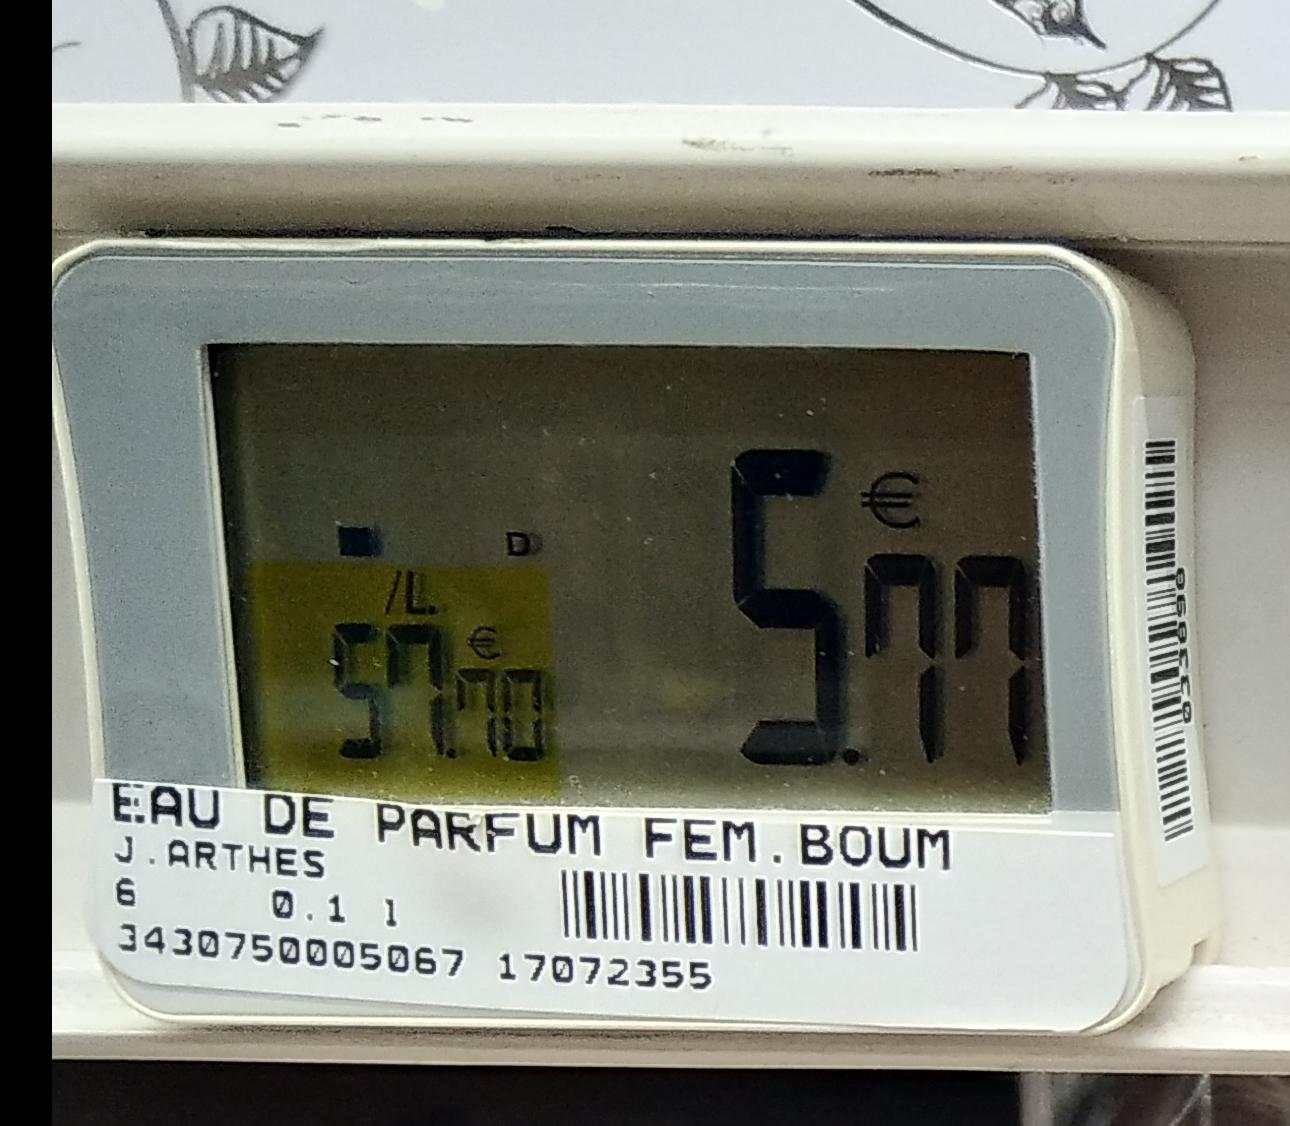 D
/L.
57.70 €
5.77 €
EAU DE PARFUM FEM.BOUM
J.ARTHES
6 0.1 l
3430750005067 17072355